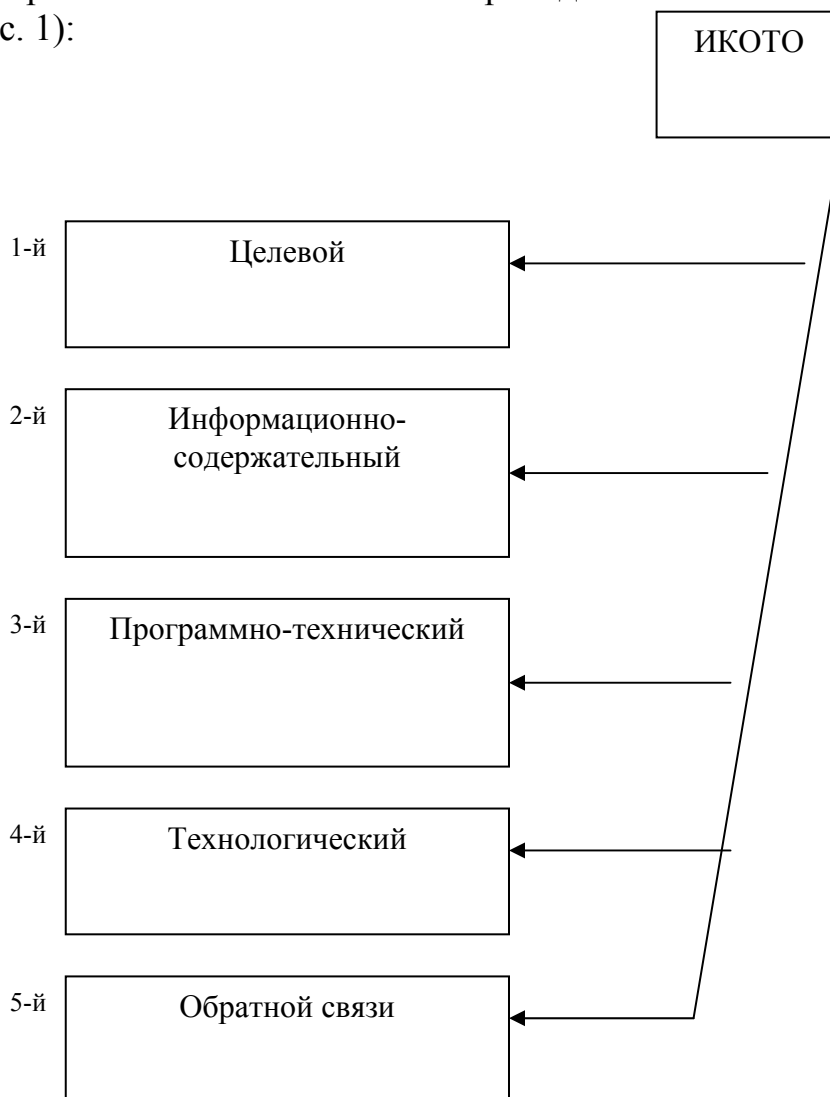 с. 1):
ИКОТО
1-й
Целевой
2-й
Информационно-
содержательный
3-й
Программно-технический
4-й
Технологический
5-й
Обратной связи